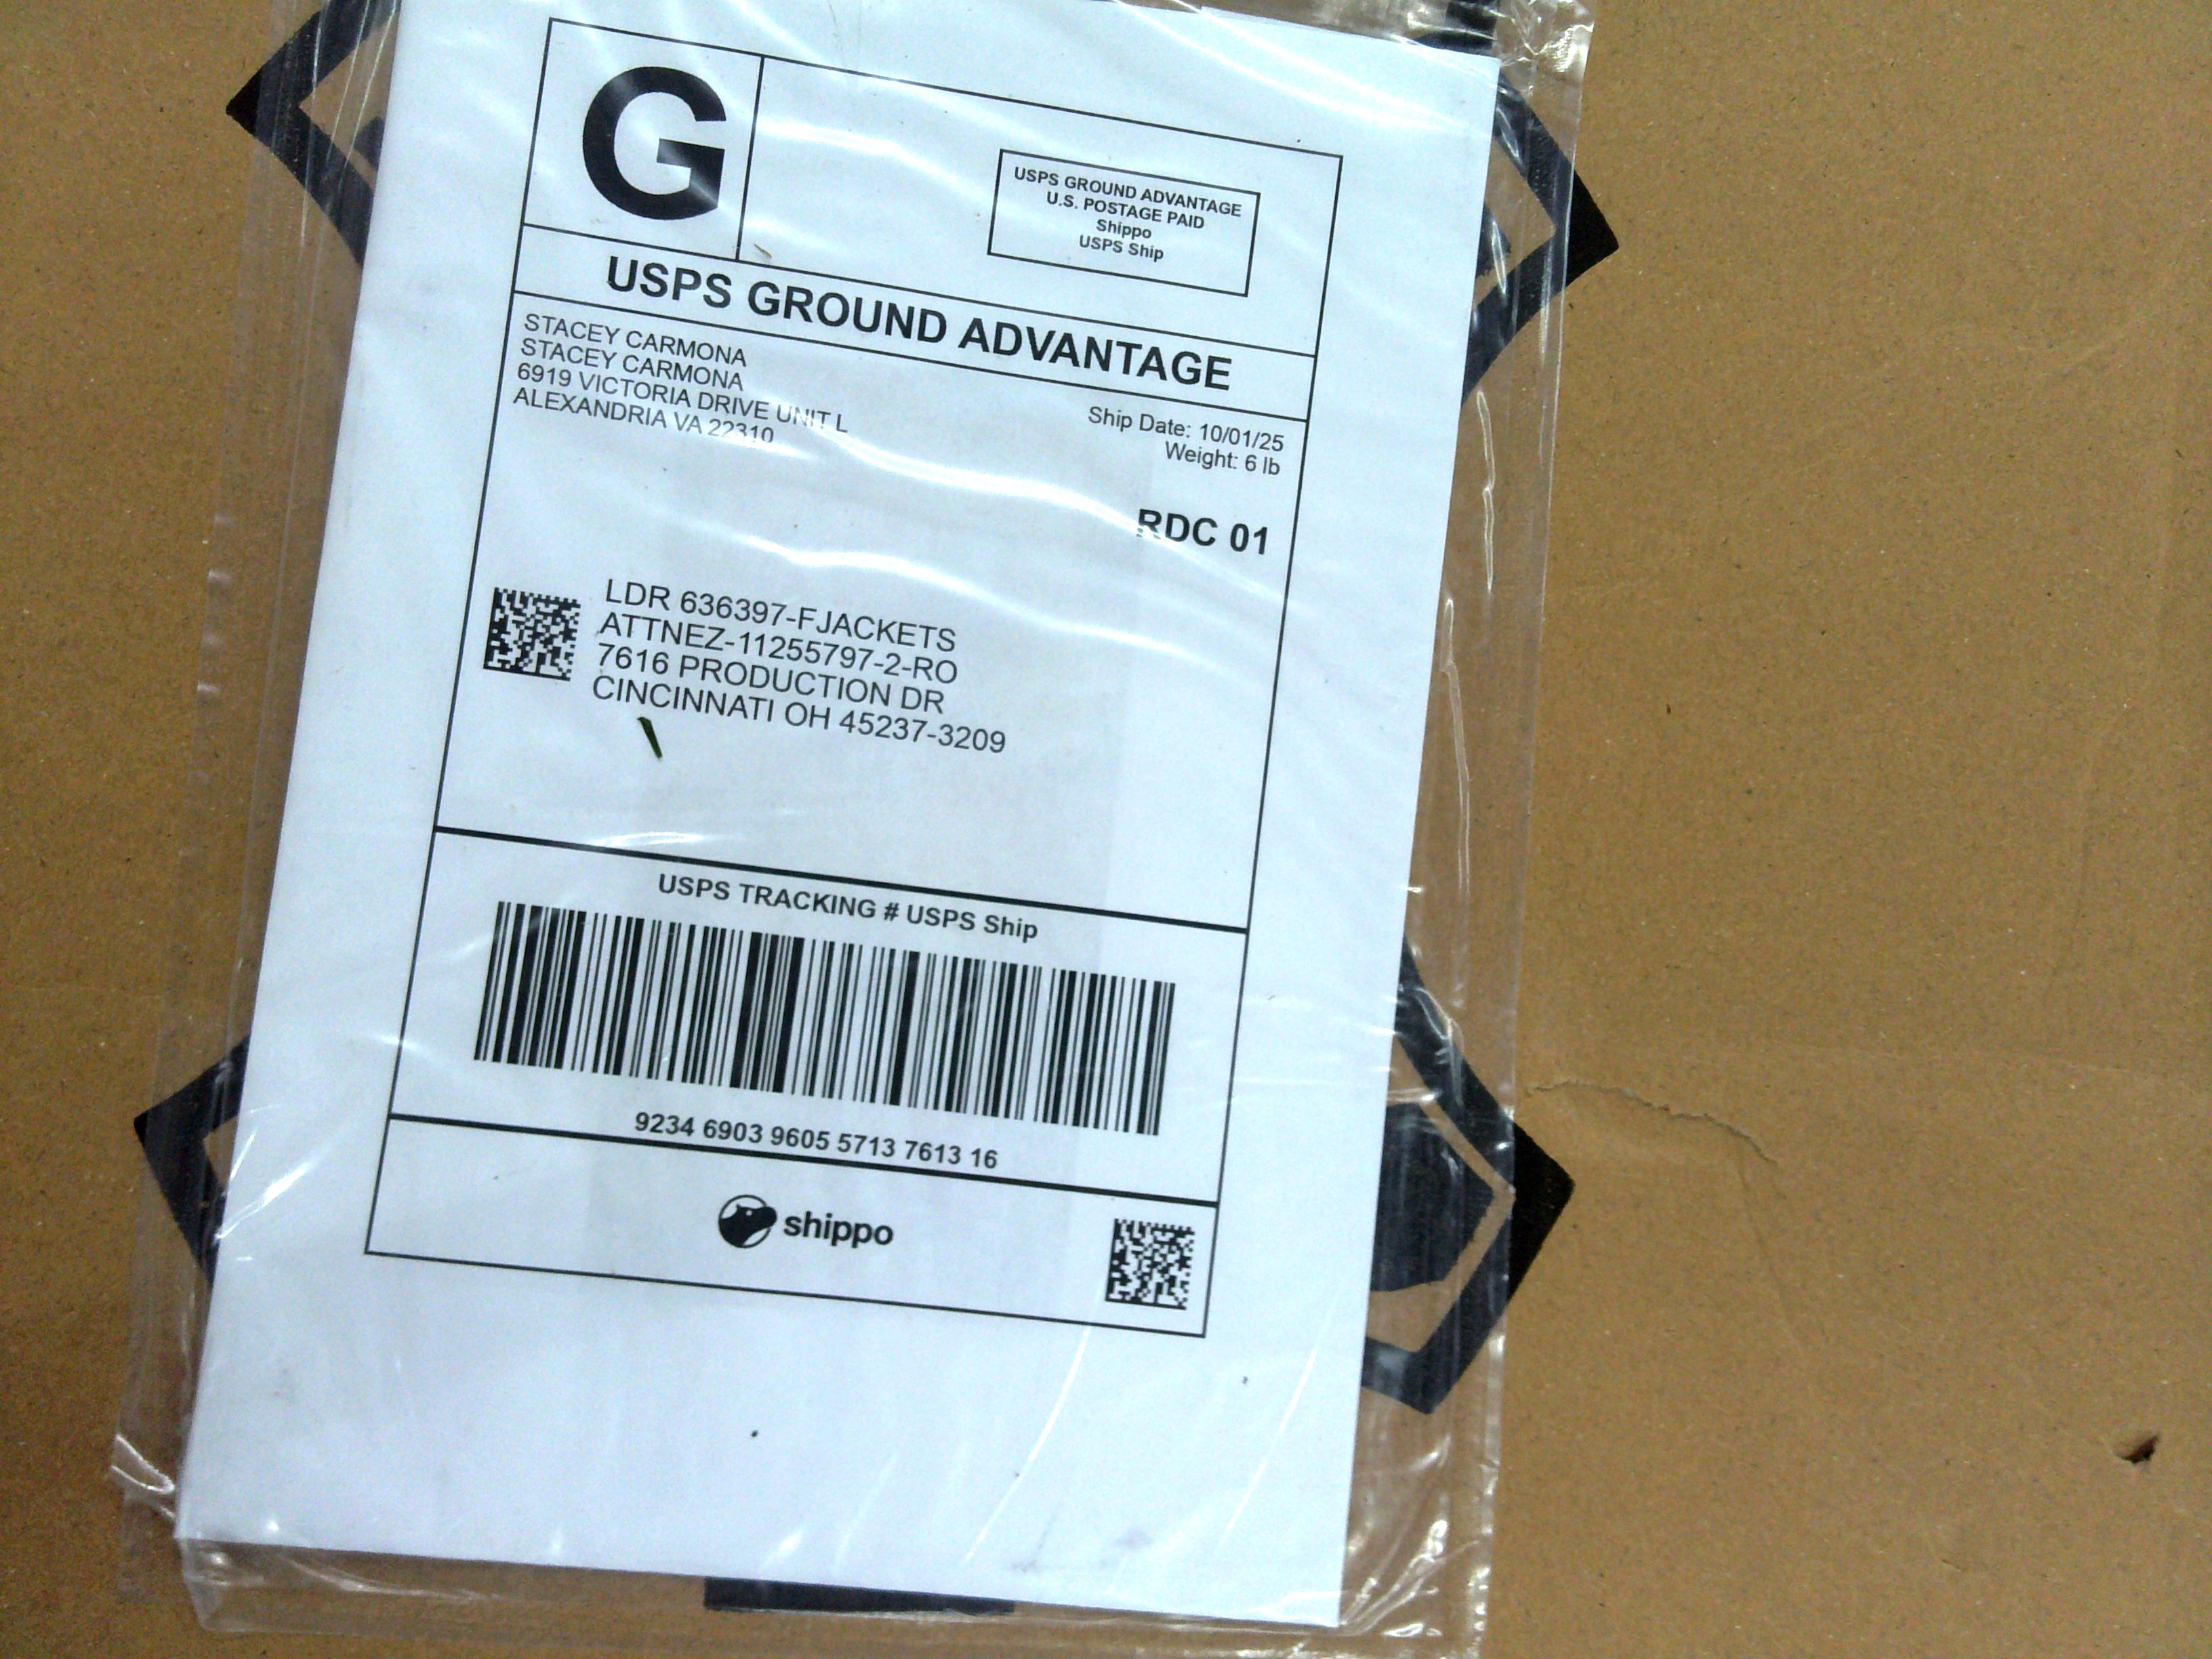 G
USPS GROUND ADVANTAGE
U.S. POSTAGE PAID
Shippo
USPS Ship
USPS GROUND ADVANTAGE
STACEY CARMONA
STACEY CARMONA
6919 VICTORIA DRIVE UNIT L
ALEXANDRIA VA 22310
Ship Date: 10/01/25
Weight: 6 lb
RDC 01
LDR 636397-FJACKETS
ATTNEZ-11255797-2-RO
7616 PRODUCTION DR
CINCINNATI OH 45237-3209
USPS TRACKING # USPS Ship
9234 6903 9605 5713 7613 16
shippo